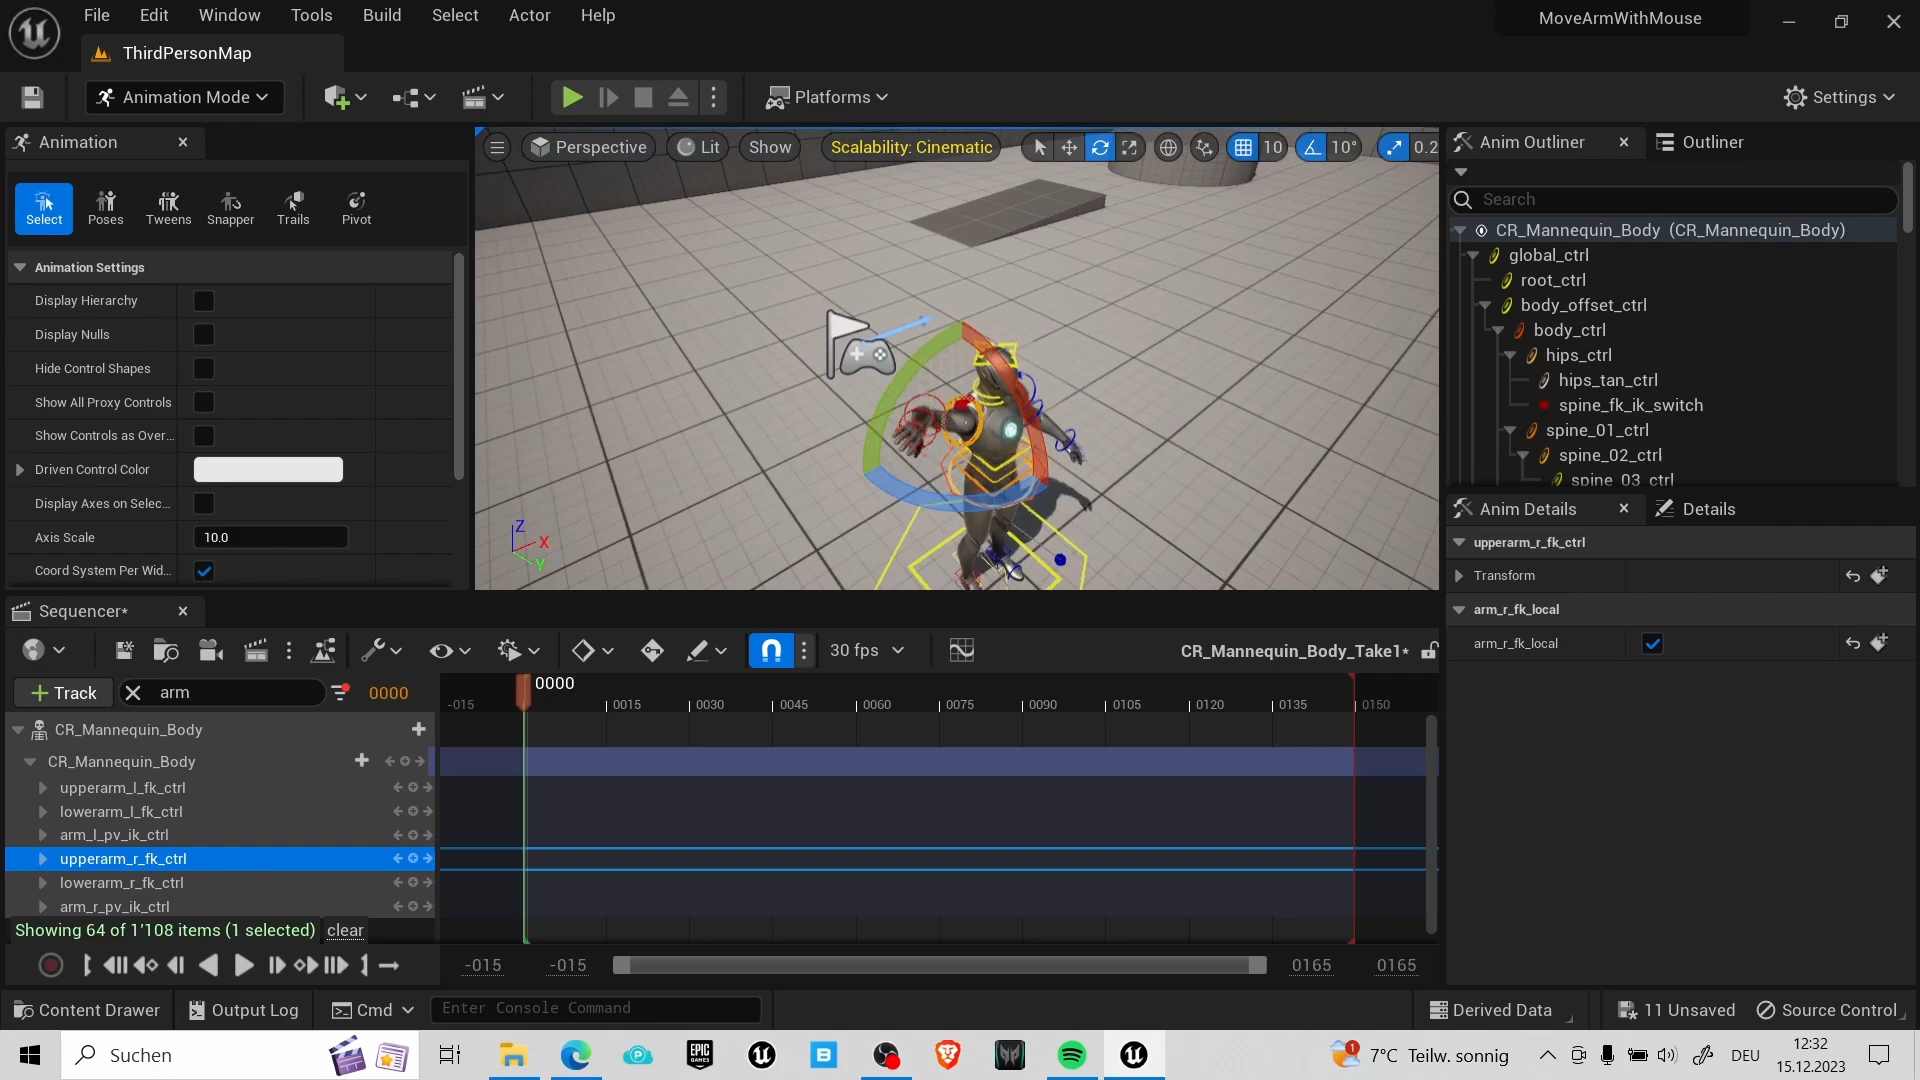 File Edit Window Tools Build Select Actor Help
MoveArmWithMouse
ThirdPersonMap
Animation Mode
Platforms
Settings
Animation
Perspective
Lit
Show
Scalability: Cinematic
10
10°
0.2
Anim Outliner
Outliner
Select
Poses
Tweens
Snapper
Trails
Pivot
Search
Animation Settings
Display Hierarchy
Display Nulls
Hide Control Shapes
Show All Proxy Controls
Show Controls as Over...
Driven Control Color
Display Axes on Selec...
Axis Scale
10.0
Coord System Per Wid...
Z
X
Y
CR_Mannequin_Body (CR_Mannequin_Body)
global_ctrl
root_ctrl
body_offset_ctrl
body_ctrl
hips_ctrl
hips_tan_ctrl
spine_fk_ik_switch
spine_01_ctrl
spine_02_ctrl
spine_03_ctrl
Anim Details
Details
upperarm_r_fk_ctrl
Transform
arm_r_fk_local
arm_r_fk_local
Sequencer*
30 fps
CR_Mannequin_Body_Take1*
Track
arm
0000
0000
-015 0015 0030 0045 0060 0075 0090 0105 0120 0135 0150
CR_Mannequin_Body
CR_Mannequin_Body
upperarm_l_fk_ctrl
lowerarm_l_fk_ctrl
arm_l_pv_ik_ctrl
upperarm_r_fk_ctrl
lowerarm_r_fk_ctrl
arm_r_pv_ik_ctrl
Showing 64 of 1'108 items (1 selected) clear
-015 -015 0165 0165
Content Drawer
Output Log
Cmd
Enter Console Command
Derived Data
11 Unsaved
Source Control
Suchen
EPIC GAMES
1
7°C Teilw. sonnig
DEU
12:32
15.12.2023